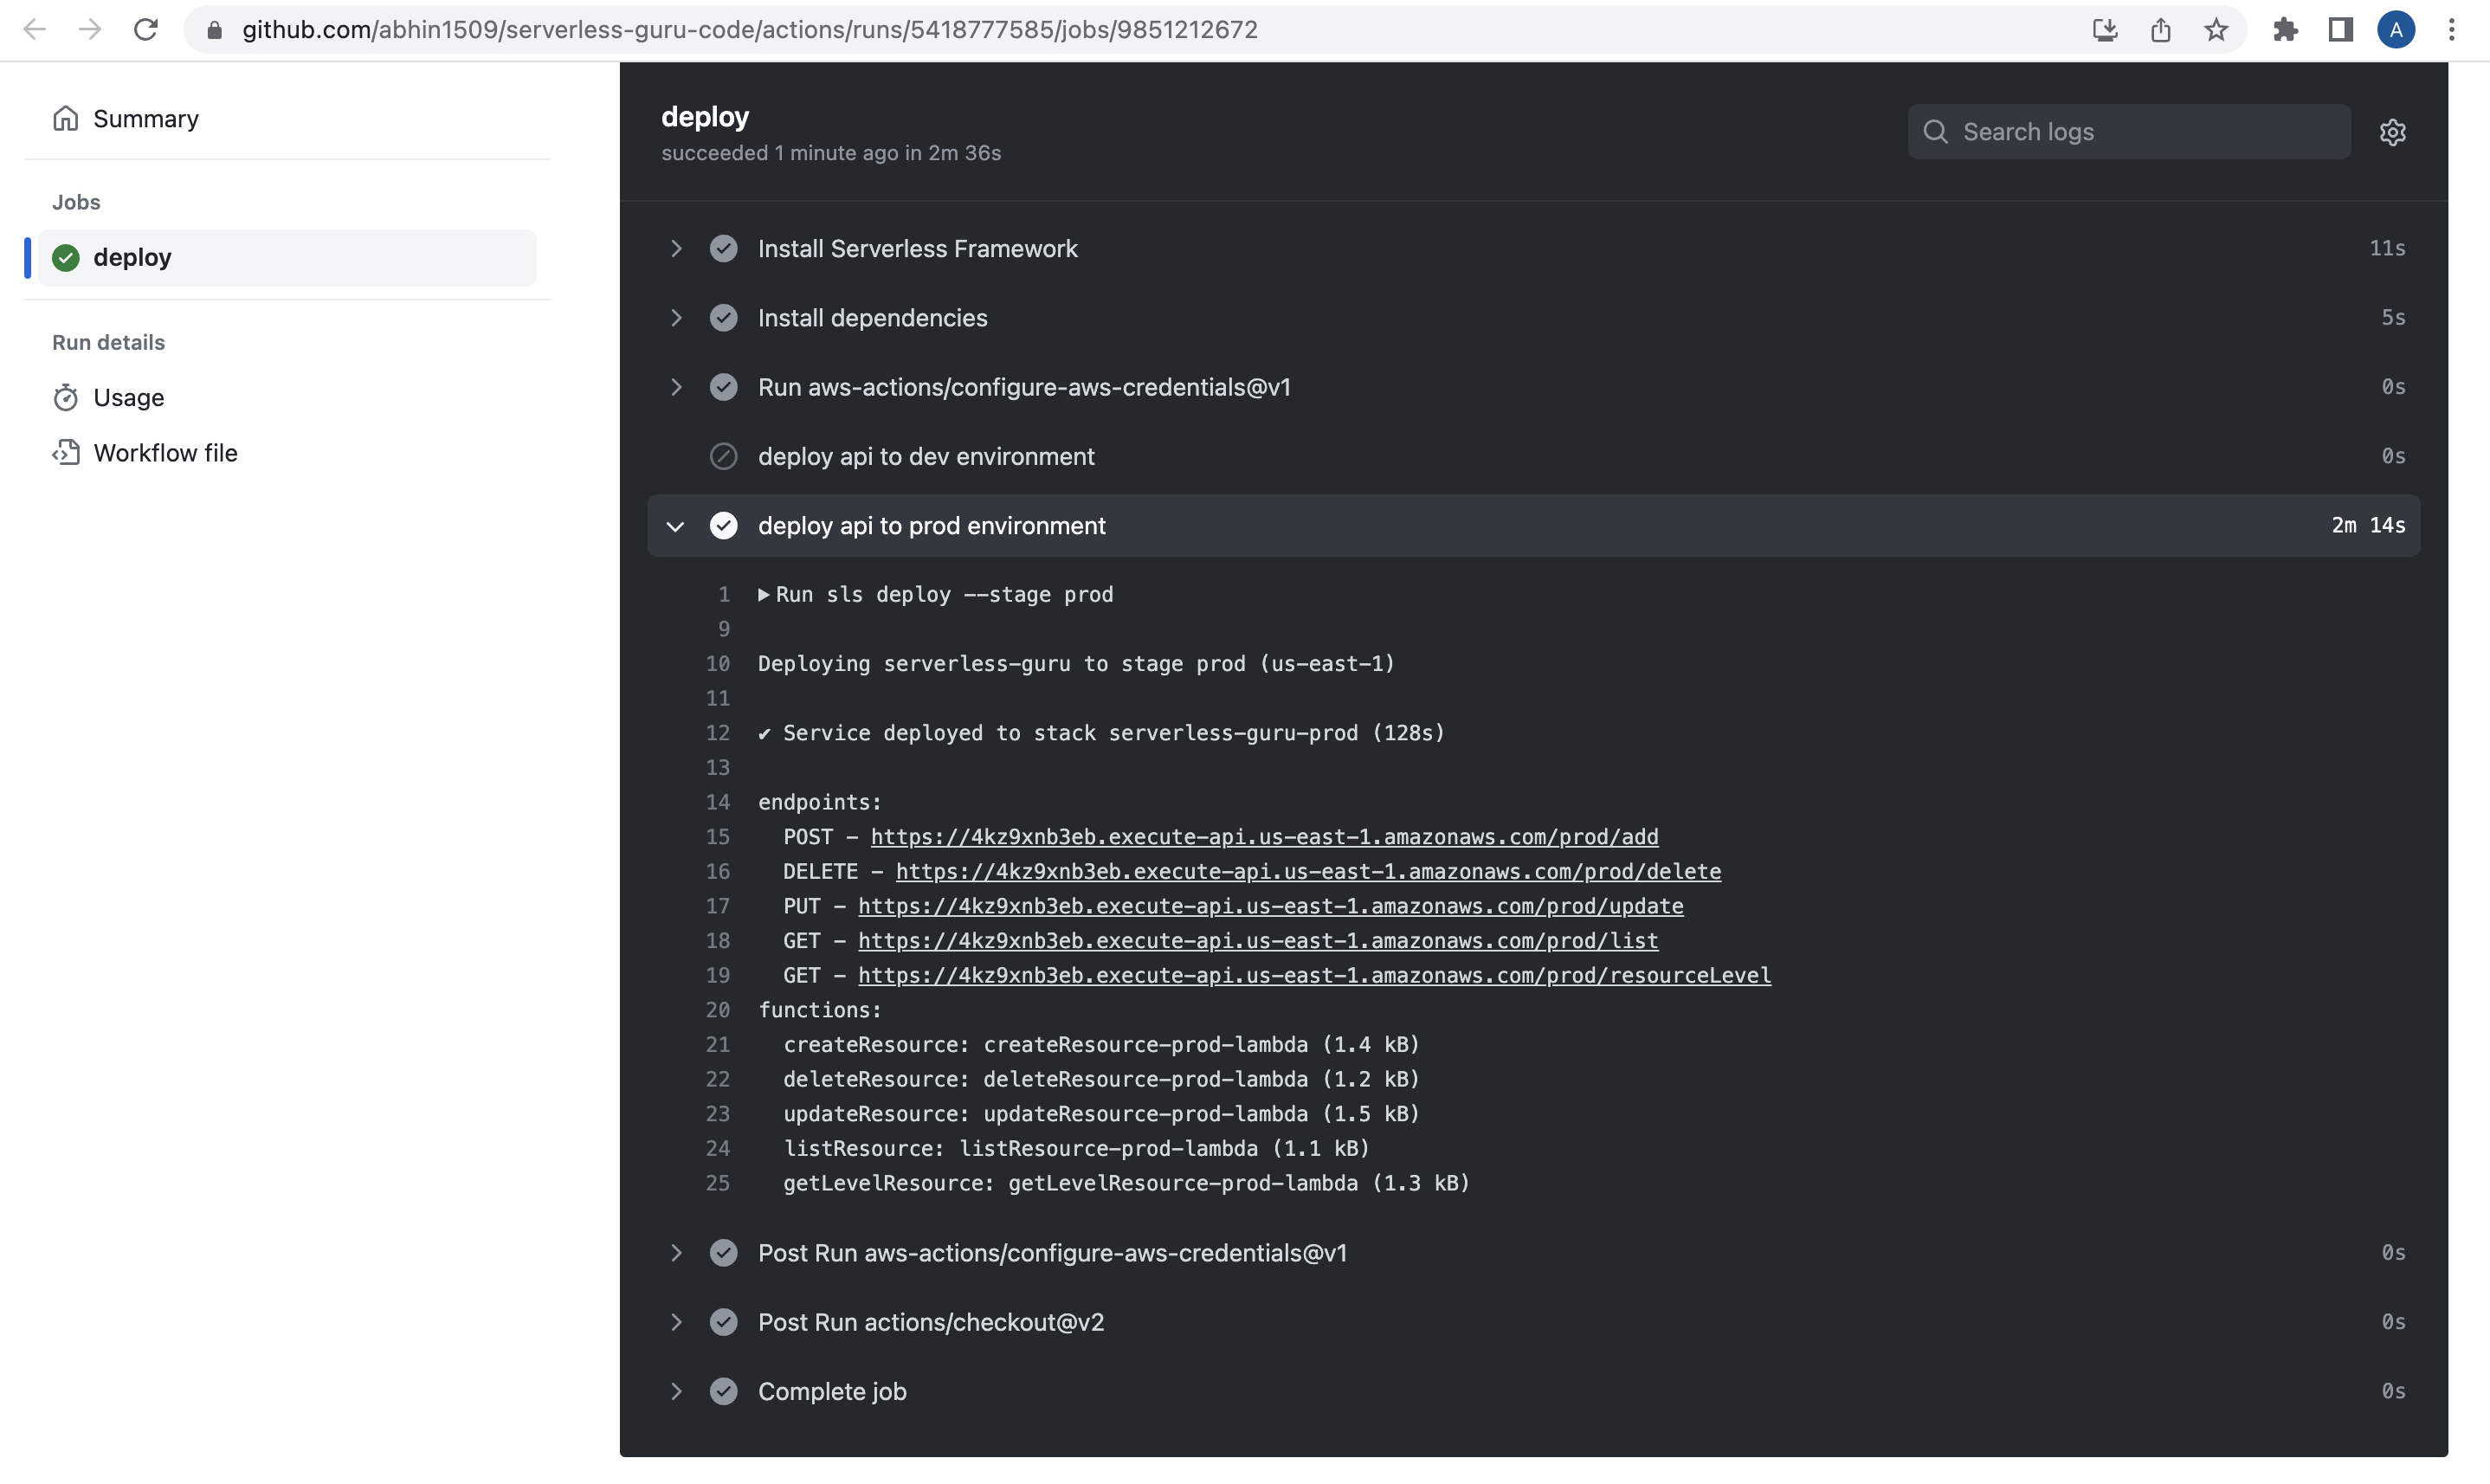 github.com/abhin1509/serverless-guru-code/actions/runs/5418777585/jobs/9851212672
A
Summary
Jobs
deploy
Run details
Usage
Workflow file
deploy
succeeded 1 minute ago in 2m 36s
Search logs
Install Serverless Framework 11s
Install dependencies 5s
Run aws-actions/configure-aws-credentials@v1 0s
deploy api to dev environment 0s
deploy api to prod environment 2m 14s
1 ▶Run sls deploy --stage prod
9
10 Deploying serverless-guru to stage prod (us-east-1)
11
12 ✔ Service deployed to stack serverless-guru-prod (128s)
13
14 endpoints:
15 POST - https://4kz9xnb3eb.execute-api.us-east-1.amazonaws.com/prod/add
16 DELETE - https://4kz9xnb3eb.execute-api.us-east-1.amazonaws.com/prod/delete
17 PUT - https://4kz9xnb3eb.execute-api.us-east-1.amazonaws.com/prod/update
18 GET - https://4kz9xnb3eb.execute-api.us-east-1.amazonaws.com/prod/list
19 GET - https://4kz9xnb3eb.execute-api.us-east-1.amazonaws.com/prod/resourceLevel
20 functions:
21 createResource: createResource-prod-lambda (1.4 kB)
22 deleteResource: deleteResource-prod-lambda (1.2 kB)
23 updateResource: updateResource-prod-lambda (1.5 kB)
24 listResource: listResource-prod-lambda (1.1 kB)
25 getLevelResource: getLevelResource-prod-lambda (1.3 kB)
Post Run aws-actions/configure-aws-credentials@v1 0s
Post Run actions/checkout@v2 0s
Complete job 0s